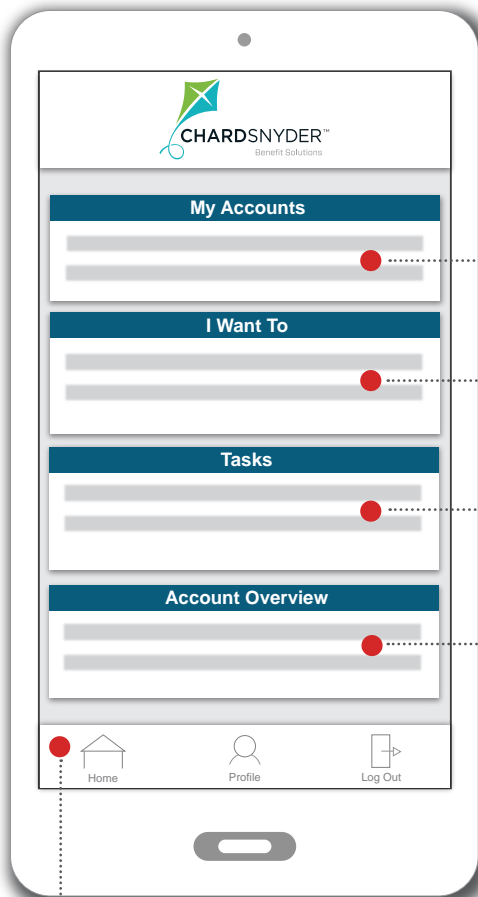 CHARDSNYDER™
Benefit Solutions
My Accounts
I Want To
Tasks
Account Overview
Home Profile Log Out